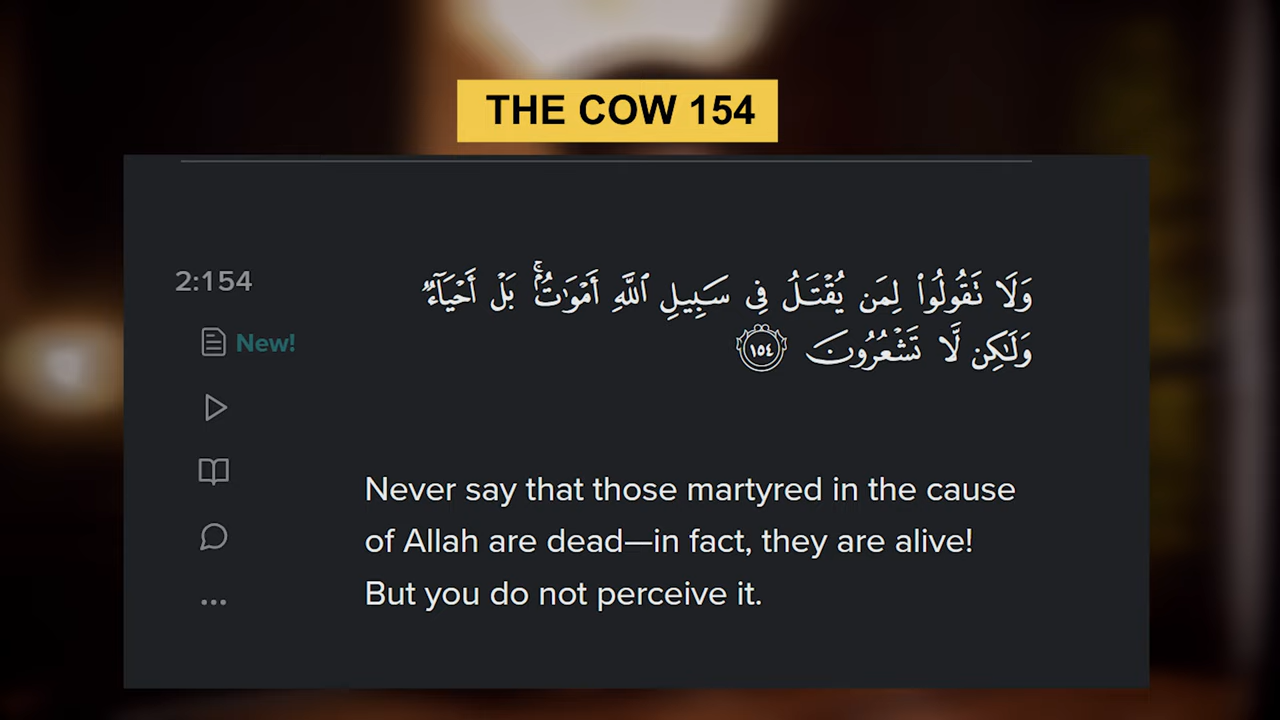 THE COW 154
2:154
وَلَا تَقُولُوا۟ لِمَن يُقْتَلُ فِى سَبِيلِ ٱللَّهِ أَمْوَٰتٌۢ ۚ بَلْ أَحْيَآءٌۭ
وَلَـٰكِن لَّا تَشْعُرُونَ ١٥٤
New!
Never say that those martyred in the cause
of Allah are dead—in fact, they are alive!
But you do not perceive it.